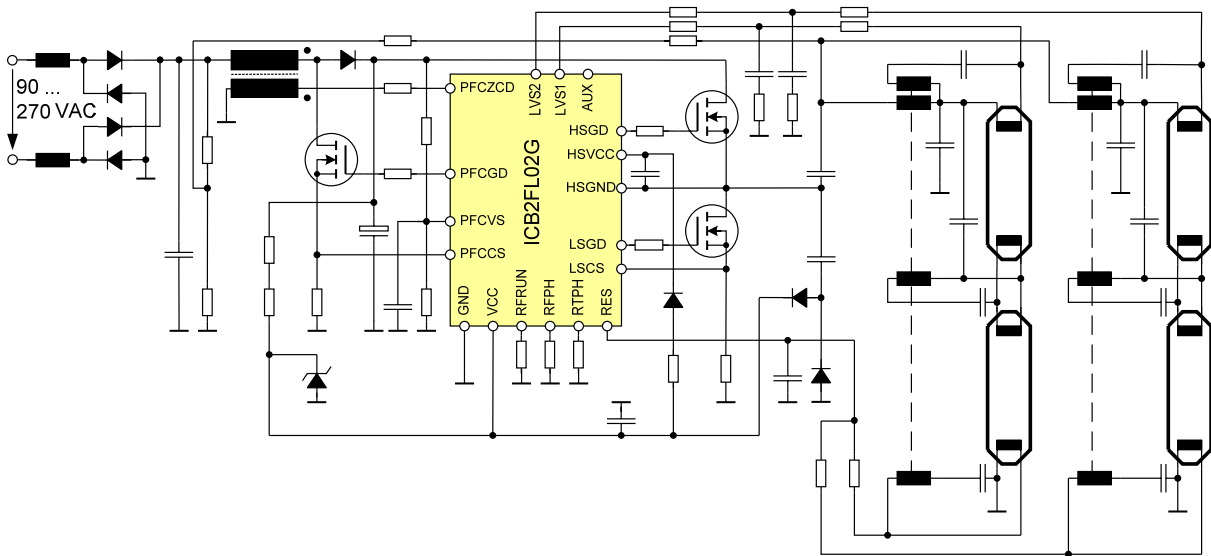 90 ...
270 VAC
PFCZCD
PFCGD
PFCVS
PFCCS
LVS2
LVS1
AUX
HSGD
HSVCC
HSGND
LSGD
LSCS
ICB2FL02G
GND
VCC
RFRUN
RFPH
RTPH
RES